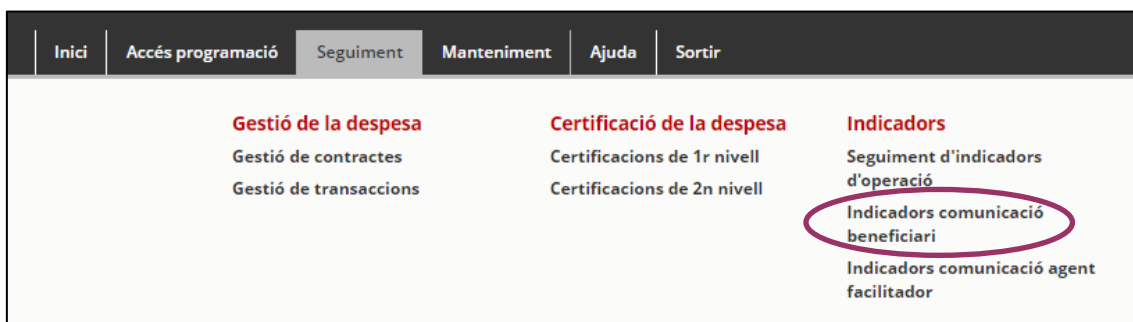 Inici Accés programació Seguiment Manteniment Ajuda Sortir
Gestió de la despesa
Gestió de contractes
Gestió de transaccions
Certificació de la despesa
Certificacions de 1r nivell
Certificacions de 2n nivell
Indicadors
Seguiment d'indicadors
d'operació
Indicadors comunicació
beneficiari
Indicadors comunicació agent
facilitador